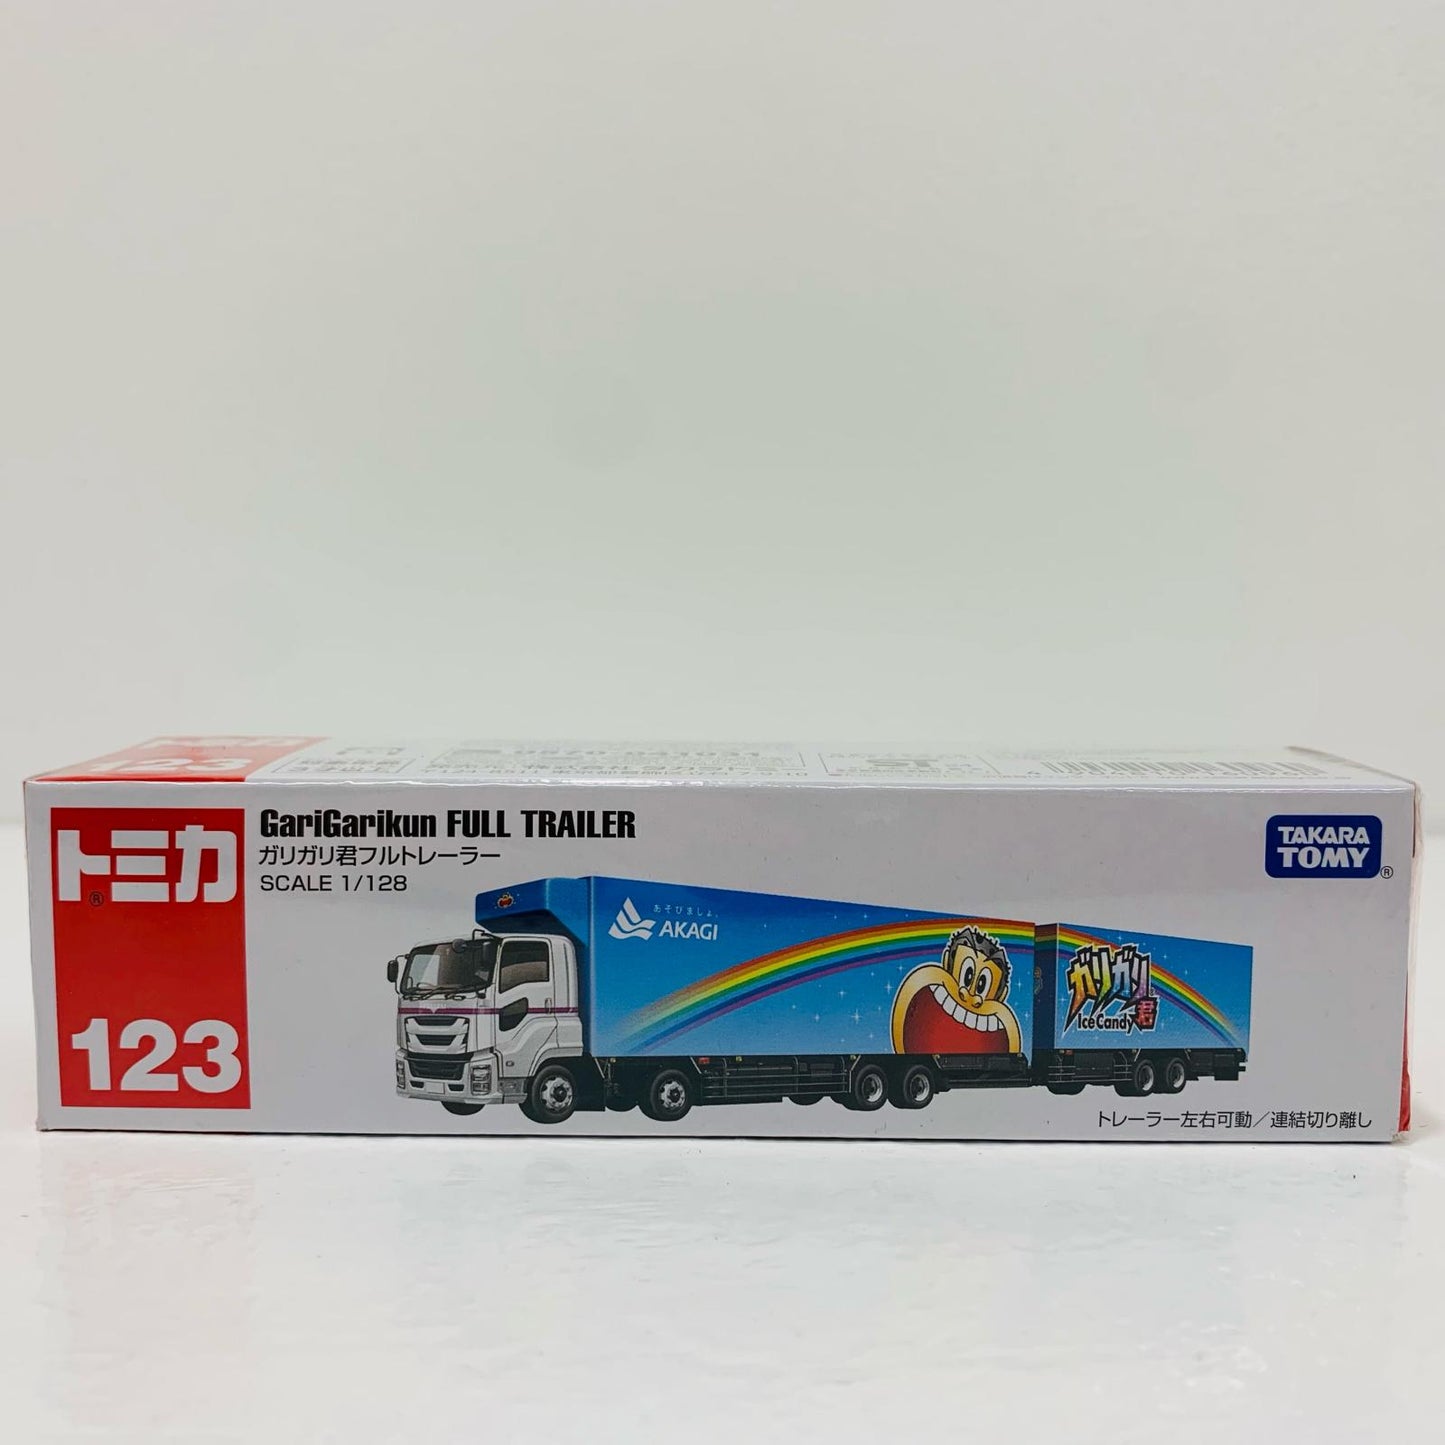 トミカ
®
123
GariGarikun FULL TRAILER
ガリガリ君フルトレーラー
SCALE 1/128
TAKARA
TOMY
®
あそびましょ。
AKAGI
ガリガリ
君
Ice Candy
トレーラー左右可動／連結切り離し
123